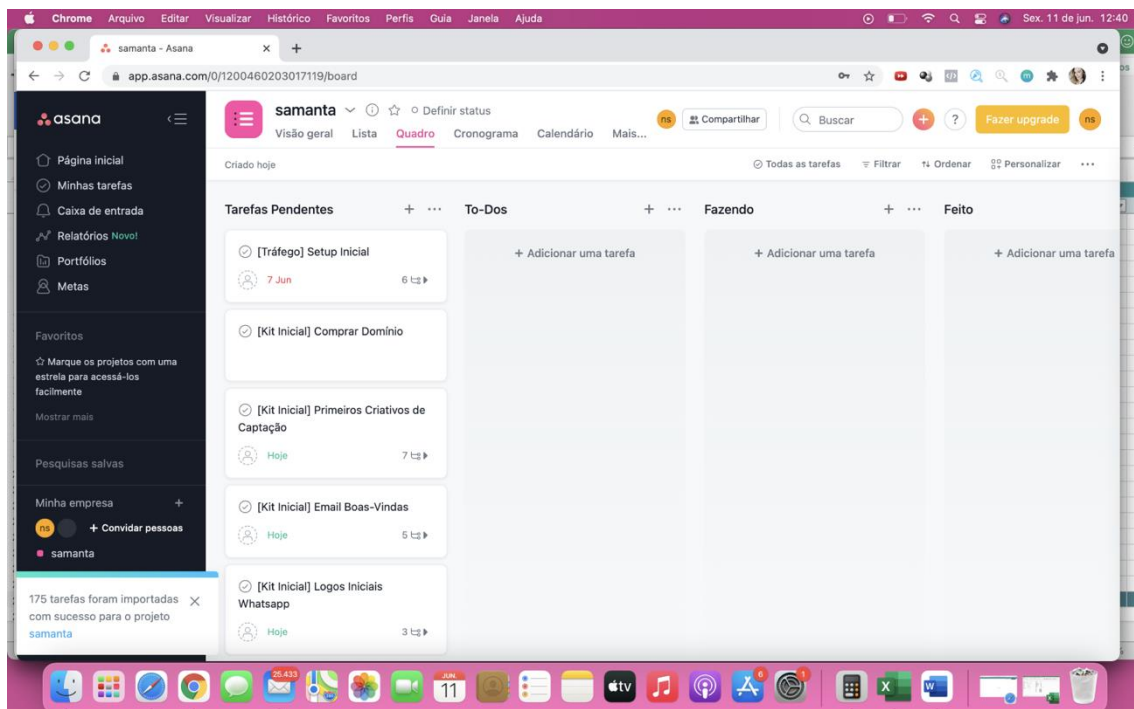 Chrome Arquivo Editar Visualizar Histórico Favoritos Perfis Guia Janela Ajuda Sex. 11 de jun. 12:40
samanta - Asana
app.asana.com/0/1200460203017119/board
asana
samanta Definir status
Visão geral Lista Quadro Cronograma Calendário Mais...
ns Compartilhar Buscar ? Fazer upgrade ns
Criado hoje Todas as tarefas Filtrar Ordenar Personalizar
Página inicial
Minhas tarefas
Caixa de entrada
Relatórios Novo!
Portfólios
Metas
Favoritos
Marque os projetos com uma
estrela para acessá-los
facilmente
Mostrar mais
Pesquisas salvas
Minha empresa +
ns + Convidar pessoas
samanta
175 tarefas foram importadas
com sucesso para o projeto
samanta
Tarefas Pendentes
[Tráfego] Setup Inicial
7 Jun 6
[Kit Inicial] Comprar Domínio
[Kit Inicial] Primeiros Criativos de
Captação
Hoje 7
[Kit Inicial] Email Boas-Vindas
Hoje 5
[Kit Inicial] Logos Iniciais
Whatsapp
Hoje 3
To-Dos
+ Adicionar uma tarefa
Fazendo
+ Adicionar uma tarefa
Feito
+ Adicionar uma tarefa
25.433
JUN.
11
tv
6
1
X
W